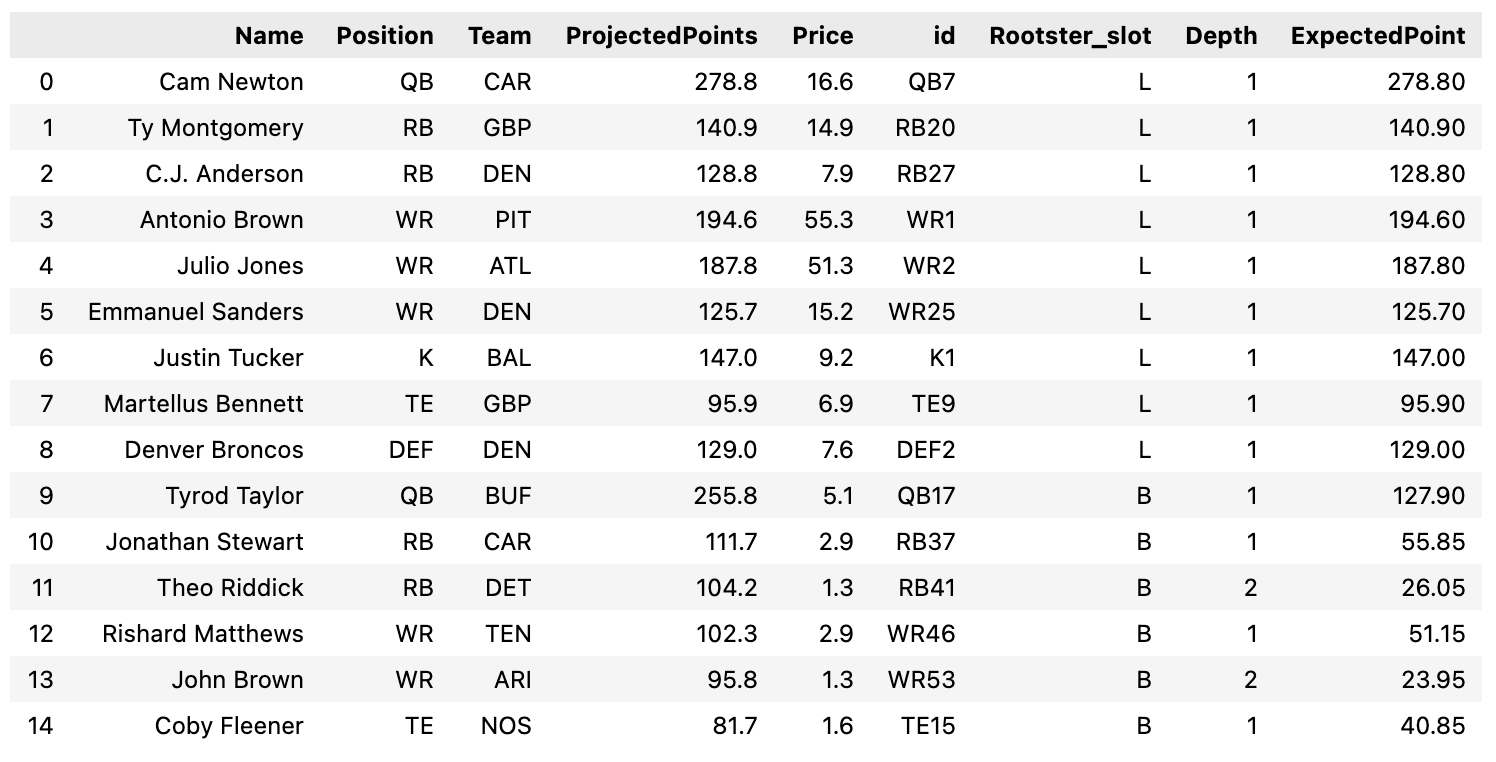 Name Position Team ProjectedPoints Price id Rootster_slot Depth ExpectedPoint
0 Cam Newton QB CAR 278.8 16.6 QB7 L 1 278.80
1 Ty Montgomery RB GBP 140.9 14.9 RB20 L 1 140.90
2 C.J. Anderson RB DEN 128.8 7.9 RB27 L 1 128.80
3 Antonio Brown WR PIT 194.6 55.3 WR1 L 1 194.60
4 Julio Jones WR ATL 187.8 51.3 WR2 L 1 187.80
5 Emmanuel Sanders WR DEN 125.7 15.2 WR25 L 1 125.70
6 Justin Tucker K BAL 147.0 9.2 K1 L 1 147.00
7 Martellus Bennett TE GBP 95.9 6.9 TE9 L 1 95.90
8 Denver Broncos DEF DEN 129.0 7.6 DEF2 L 1 129.00
9 Tyrod Taylor QB BUF 255.8 5.1 QB17 B 1 127.90
10 Jonathan Stewart RB CAR 111.7 2.9 RB37 B 1 55.85
11 Theo Riddick RB DET 104.2 1.3 RB41 B 2 26.05
12 Rishard Matthews WR TEN 102.3 2.9 WR46 B 1 51.15
13 John Brown WR ARI 95.8 1.3 WR53 B 2 23.95
14 Coby Fleener TE NOS 81.7 1.6 TE15 B 1 40.85